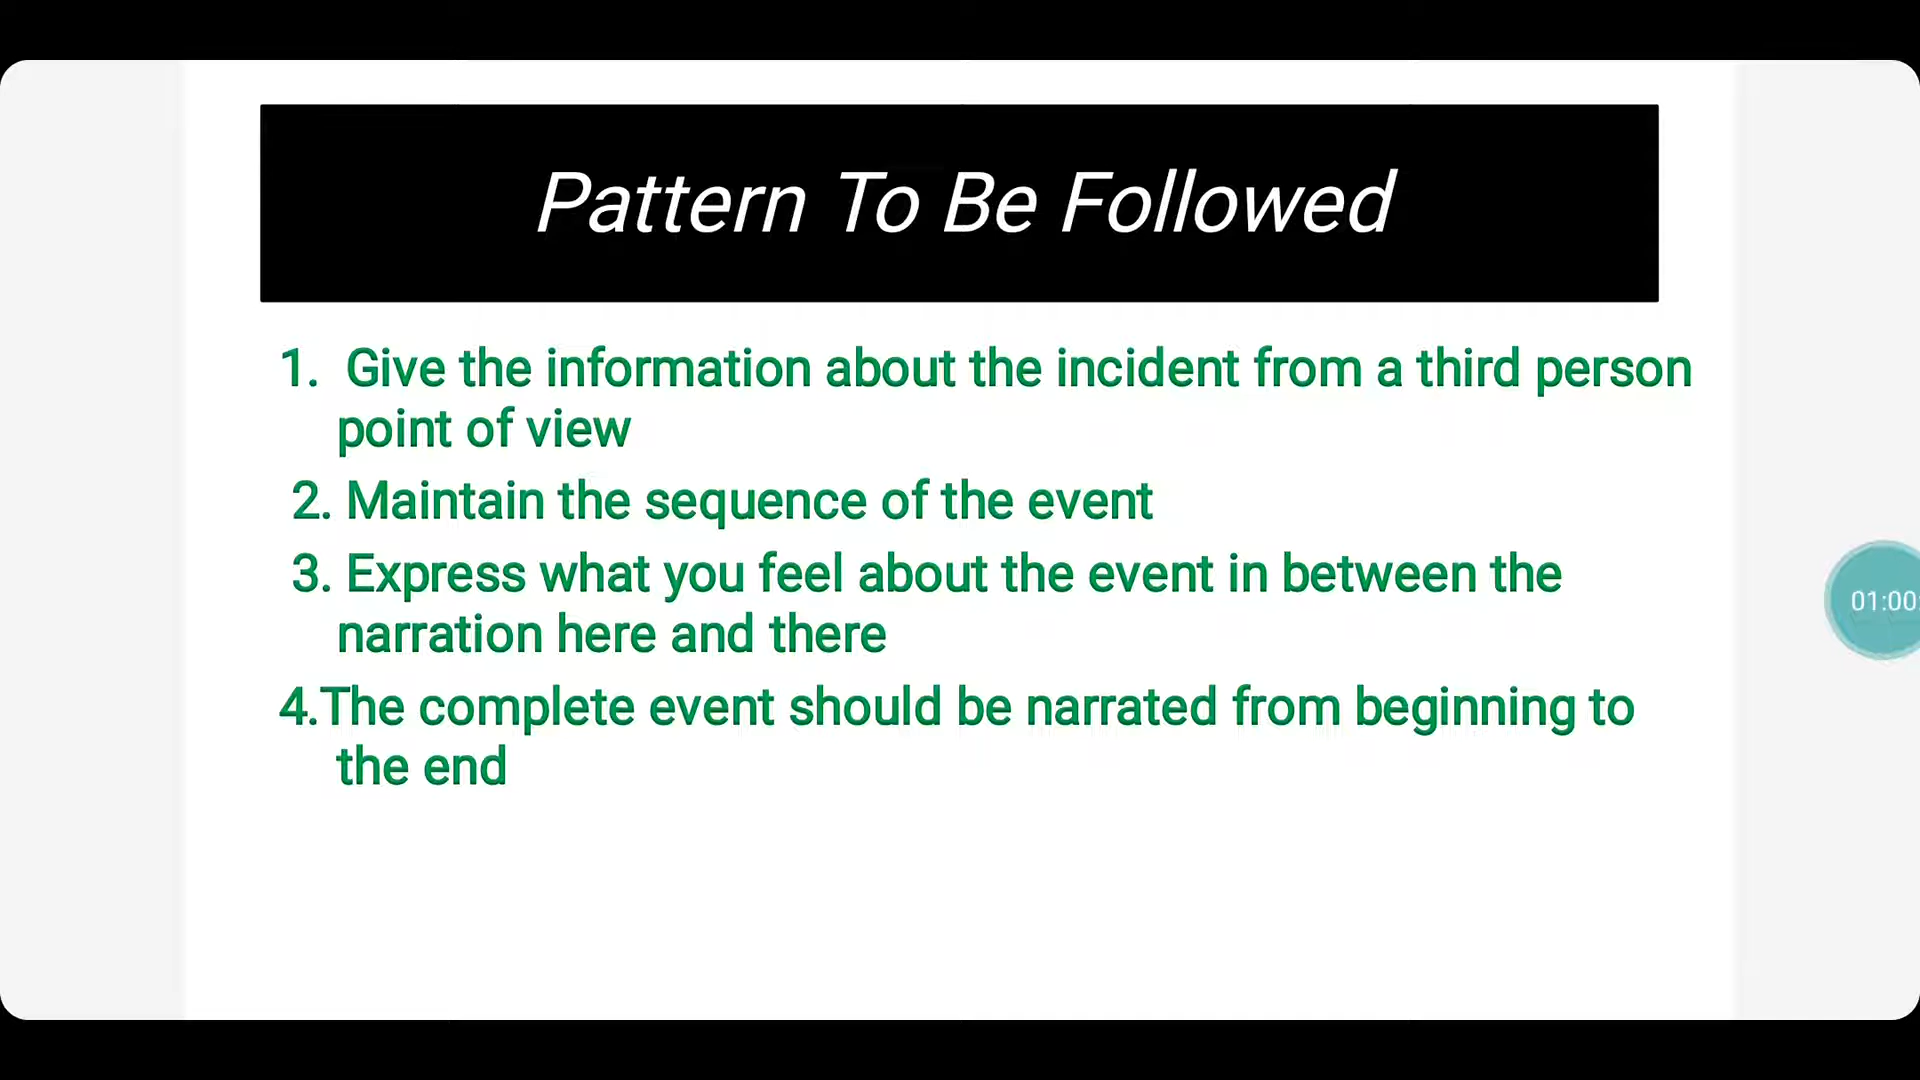 Pattern To Be Followed
1. Give the information about the incident from a third person
point of view
2. Maintain the sequence of the event
3. Express what you feel about the event in between the
narration here and there
4.The complete event should be narrated from beginning to
the end
01:00